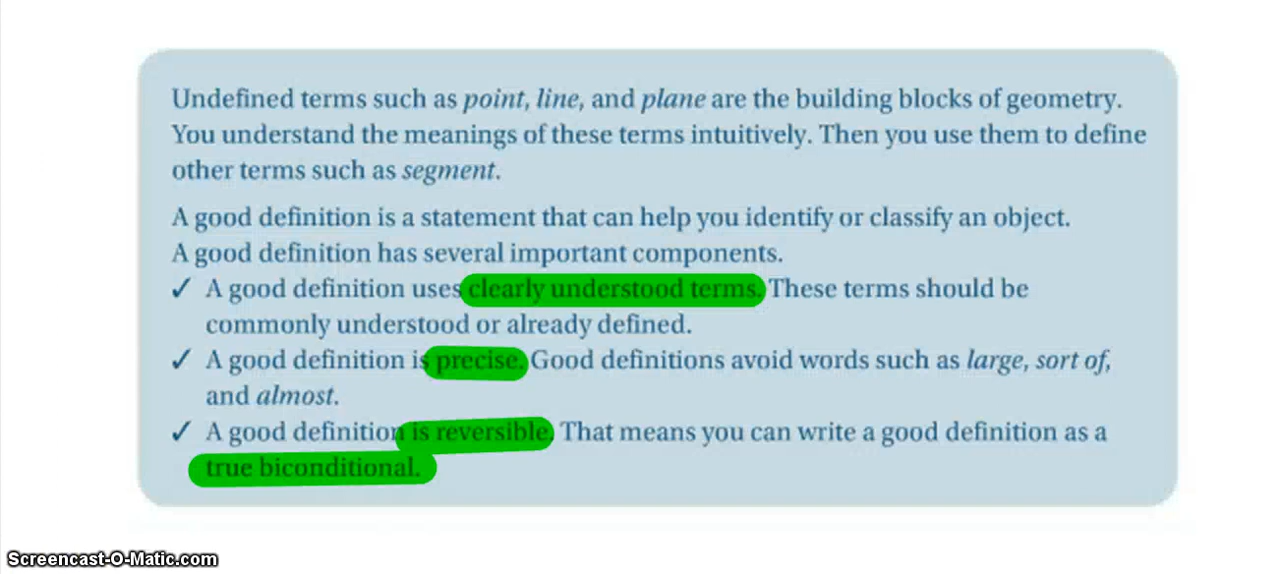 Undefined terms such as point, line, and plane are the building blocks of geometry.
You understand the meanings of these terms intuitively. Then you use them to define
other terms such as segment.
A good definition is a statement that can help you identify or classify an object.
A good definition has several important components.
✓ A good definition uses clearly understood terms. These terms should be
commonly understood or already defined.
✓ A good definition is precise. Good definitions avoid words such as large, sort of,
and almost.
✓ A good definition is reversible. That means you can write a good definition as a
true biconditional.
Screencast-O-Matic.com